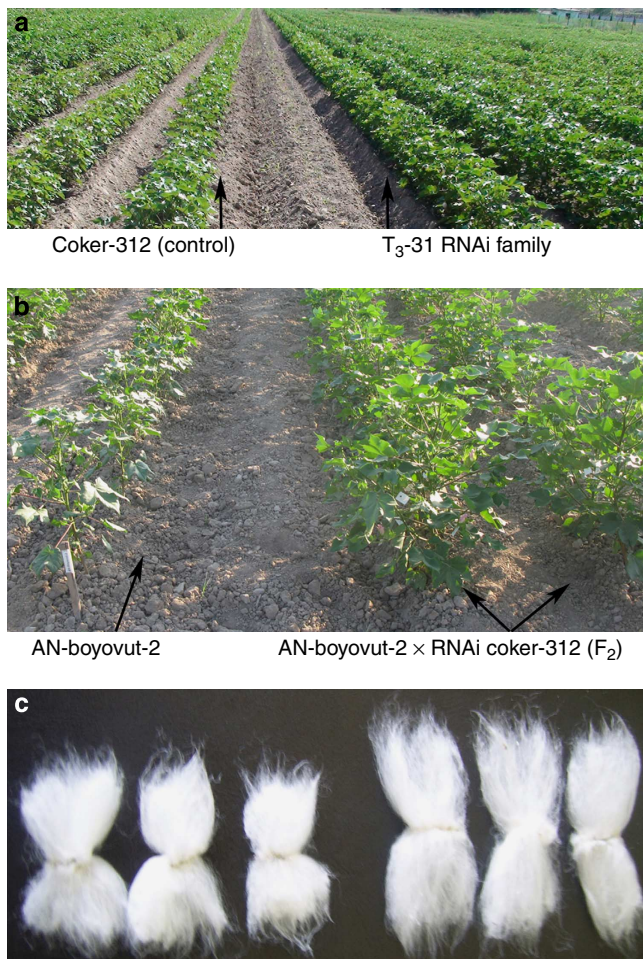 a
Coker-312 (control) T₃-31 RNAi family
b
AN-boyovut-2 AN-boyovut-2 × RNAi coker-312 (F₂)
c